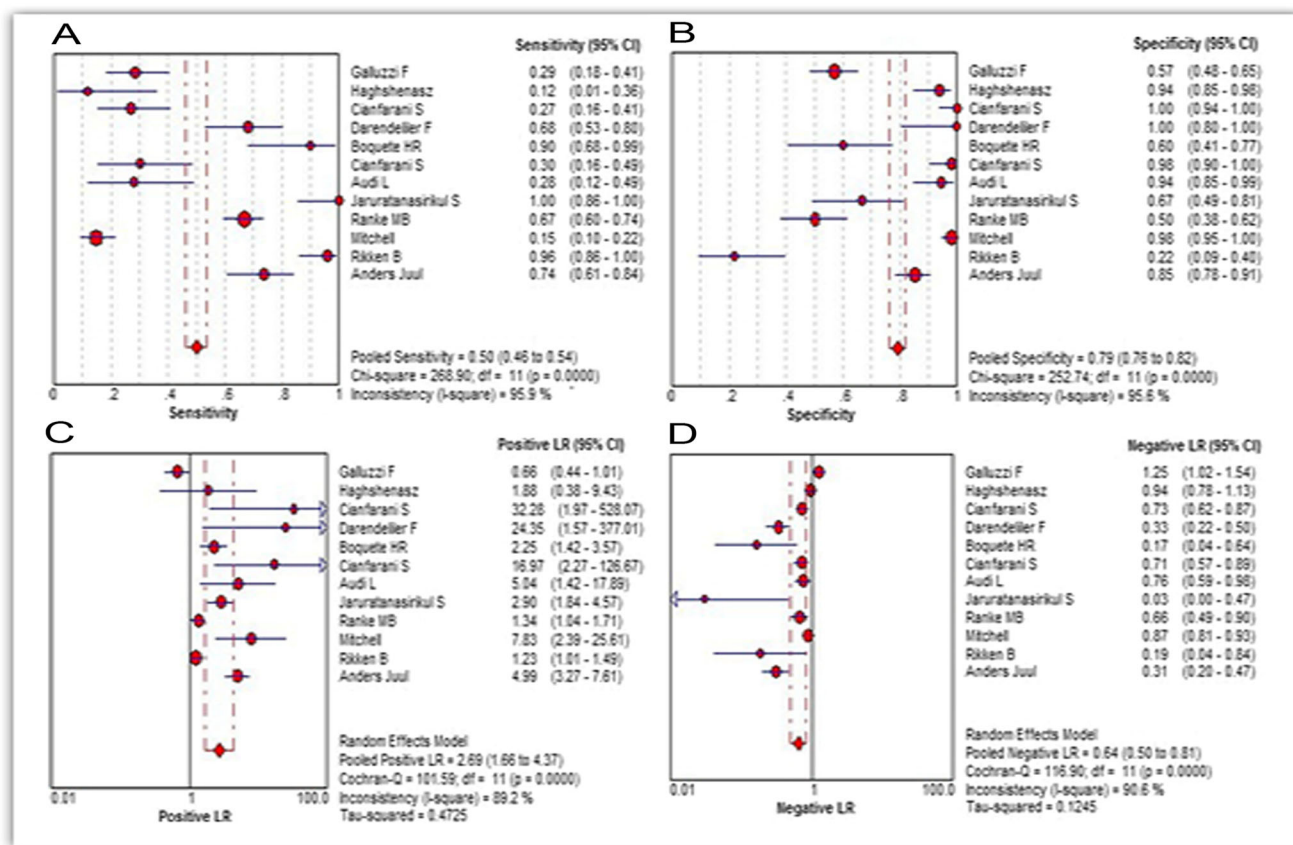 A
Sensitivity (95% CI)
Galluzzi F 0.29 (0.18 - 0.41)
Haghshenasz 0.12 (0.01 - 0.36)
Cianfarani S 0.27 (0.16 - 0.41)
Darendelier F 0.68 (0.53 - 0.80)
Boquete HR 0.90 (0.68 - 0.99)
Cianfarani S 0.30 (0.16 - 0.49)
Audi L 0.28 (0.12 - 0.49)
Jaruratanasirikul S 1.00 (0.86 - 1.00)
Ranke MB 0.67 (0.60 - 0.74)
Mitchell 0.15 (0.10 - 0.22)
Rikken B 0.96 (0.86 - 1.00)
Anders Juul 0.74 (0.61 - 0.84)
Pooled Sensitivity = 0.50 (0.46 to 0.54)
Chi-square = 268.90; df = 11 (p = 0.0000)
Inconsistency (I-square) = 95.9 %
0 .2 .4 .6 .8 1
Sensitivity
B
Specificity (95% CI)
Galluzzi F 0.57 (0.48 - 0.65)
Haghshenasz 0.94 (0.85 - 0.98)
Cianfarani S 1.00 (0.94 - 1.00)
Darendelier F 1.00 (0.80 - 1.00)
Boquete HR 0.60 (0.41 - 0.77)
Cianfarani S 0.98 (0.90 - 1.00)
Audi L 0.94 (0.85 - 0.99)
Jaruratanasirikul S 0.67 (0.49 - 0.81)
Ranke MB 0.50 (0.38 - 0.62)
Mitchell 0.98 (0.95 - 1.00)
Rikken B 0.22 (0.09 - 0.40)
Anders Juul 0.85 (0.78 - 0.91)
Pooled Specificity = 0.79 (0.76 to 0.82)
Chi-square = 252.74; df = 11 (p = 0.0000)
Inconsistency (I-square) = 95.6 %
0 .2 .4 .6 .8 1
Specificity
C
Positive LR (95% CI)
Galluzzi F 0.66 (0.44 - 1.01)
Haghshenasz 1.88 (0.38 - 9.43)
Cianfarani S 32.28 (1.97 - 528.07)
Darendelier F 24.35 (1.57 - 377.01)
Boquete HR 2.25 (1.42 - 3.57)
Cianfarani S 16.97 (2.27 - 126.67)
Audi L 5.04 (1.42 - 17.89)
Jaruratanasirikul S 2.90 (1.84 - 4.57)
Ranke MB 1.34 (1.04 - 1.71)
Mitchell 7.83 (2.39 - 25.61)
Rikken B 1.23 (1.01 - 1.49)
Anders Juul 4.99 (3.27 - 7.61)
Random Effects Model
Pooled Positive LR = 2.69 (1.66 to 4.37)
Cochran-Q = 101.59; df = 11 (p = 0.0000)
Inconsistency (I-square) = 89.2 %
Tau-squared = 0.4725
0.01 1 100.0
Positive LR
D
Negative LR (95% CI)
Galluzzi F 1.25 (1.02 - 1.54)
Haghshenasz 0.94 (0.78 - 1.13)
Cianfarani S 0.73 (0.62 - 0.87)
Darendelier F 0.33 (0.22 - 0.50)
Boquete HR 0.17 (0.04 - 0.64)
Cianfarani S 0.71 (0.57 - 0.89)
Audi L 0.76 (0.59 - 0.98)
Jaruratanasirikul S 0.03 (0.00 - 0.47)
Ranke MB 0.66 (0.49 - 0.90)
Mitchell 0.87 (0.81 - 0.93)
Rikken B 0.19 (0.04 - 0.84)
Anders Juul 0.31 (0.20 - 0.47)
Random Effects Model
Pooled Negative LR = 0.64 (0.50 to 0.81)
Cochran-Q = 116.90; df = 11 (p = 0.0000)
Inconsistency (I-square) = 90.6 %
Tau-squared = 0.1245
0.01 1 100.0
Negative LR